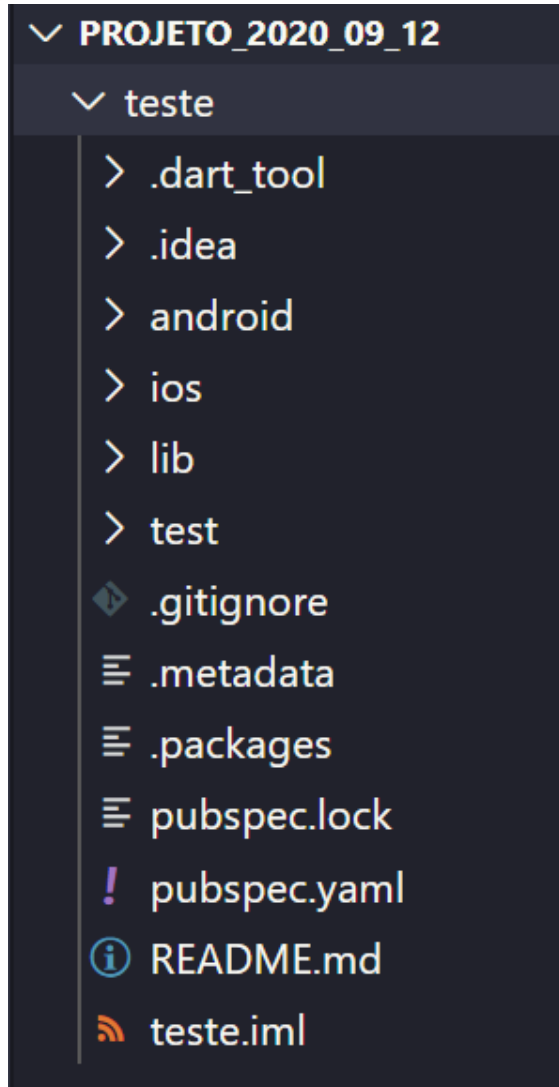 PROJETO_2020_09_12
teste
.dart_tool
.idea
android
ios
lib
test
.gitignore
.metadata
.packages
pubspec.lock
pubspec.yaml
README.md
teste.iml